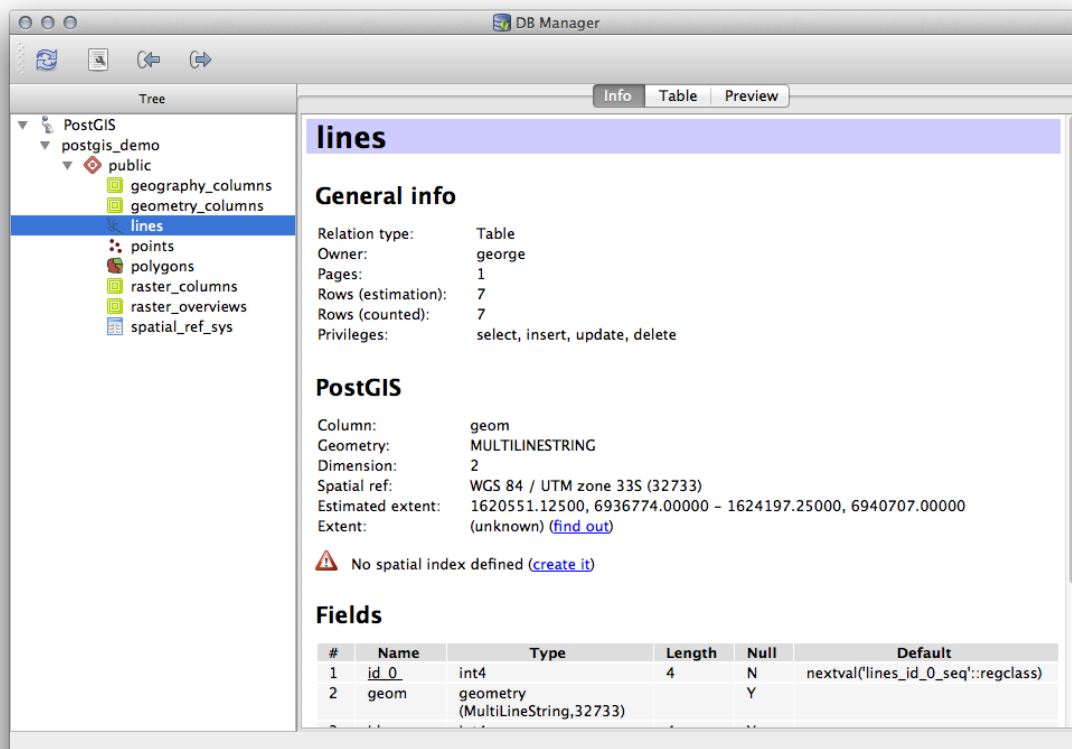 DB Manager
Tree
Info Table Preview
PostGIS
postgis_demo
public
geography_columns
geometry_columns
lines
points
polygons
raster_columns
raster_overviews
spatial_ref_sys
lines
General info
Relation type: Table
Owner: george
Pages: 1
Rows (estimation): 7
Rows (counted): 7
Privileges: select, insert, update, delete
PostGIS
Column: geom
Geometry: MULTILINESTRING
Dimension: 2
Spatial ref: WGS 84 / UTM zone 33S (32733)
Estimated extent: 1620551.12500, 6936774.00000 - 1624197.25000, 6940707.00000
Extent: (unknown) (find out)
No spatial index defined (create it)
Fields
# Name Type Length Null Default
1 id_0 int4 4 N nextval('lines_id_0_seq'::regclass)
2 geom geometry Y
(MultiLineString,32733)